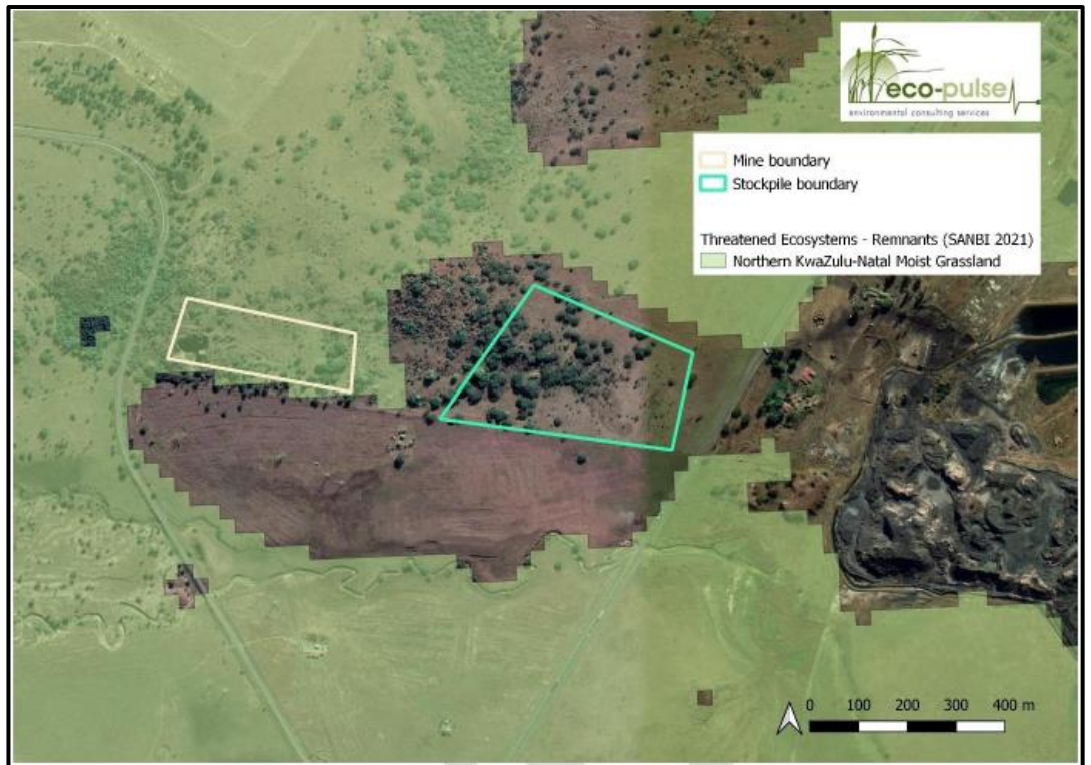 eco-pulse
environmental consulting services
Mine boundary
Stockpile boundary
Threatened Ecosystems - Remnants (SANBI 2021)
Northern KwaZulu-Natal Moist Grassland
0 100 200 300 400 m